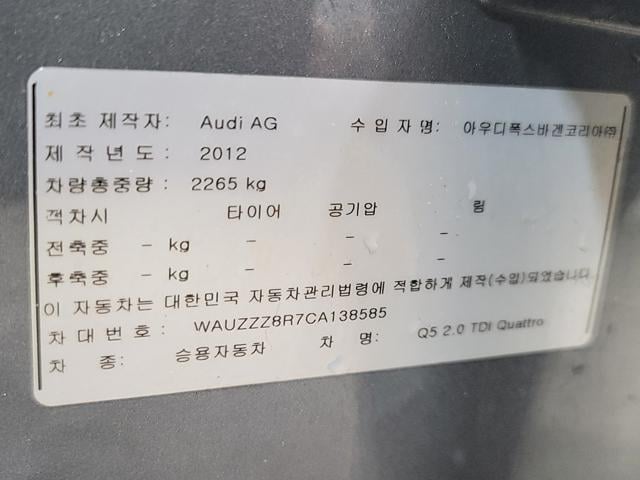 최초 제작자: Audi AG 수 입 자 명: 아우디폭스바겐코리아㈜
제 작 년 도 : 2012
차량총중량 : 2265 kg
적차시 타이어 공기압 림
전축중 - kg - - -
후축중 - kg - - -
이 자동차는 대한민국 자동차관리법령에 적합하게 제작(수입)되었습니다
차 대 번 호 : WAUZZZ8R7CA138585
차 종: 승용자동차 차 명: Q5 2.0 TDI Quattro